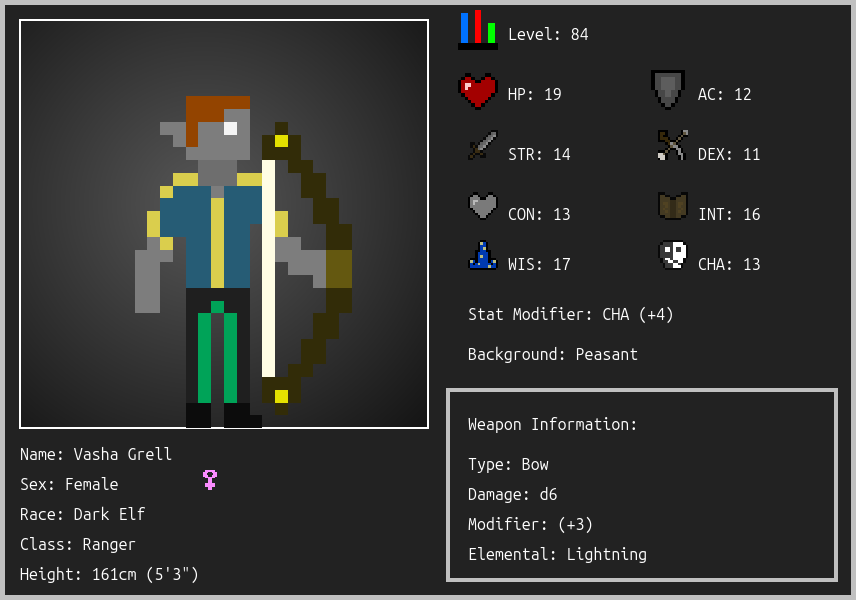 Level: 84
HP: 19
AC: 12
STR: 14
DEX: 11
CON: 13
INT: 16
WIS: 17
CHA: 13
Stat Modifier: CHA (+4)
Background: Peasant
Weapon Information:
Type: Bow
Damage: d6
Modifier: (+3)
Elemental: Lightning
Name: Vasha Grell
Sex: Female
Race: Dark Elf
Class: Ranger
Height: 161cm (5'3")